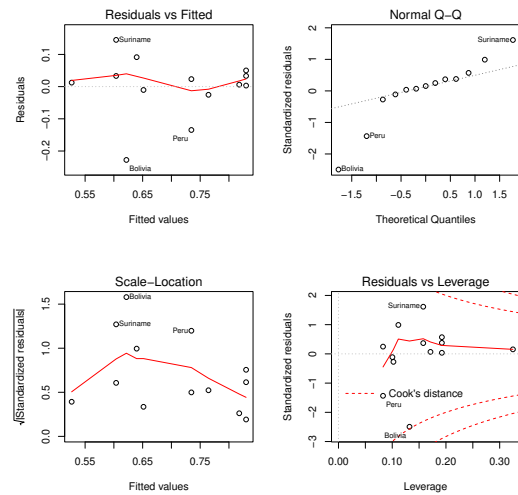 Residuals vs Fitted
Residuals
0.1
0.0
−0.1
−0.2
Suriname
Peru
Bolivia
0.55 0.65 0.75
Fitted values
Normal Q−Q
Standardized residuals
2
1
0
−1
−2
Suriname
Peru
Bolivia
−1.5 −0.5 0.5 1.5
Theoretical Quantiles
Scale−Location
√|Standardized residuals|
1.5
1.0
0.5
0.0
Bolivia
Suriname
Peru
0.55 0.65 0.75
Fitted values
Residuals vs Leverage
Standardized residuals
2
1
0
−1
−2
−3
Suriname
Cook's distance
Peru
Bolivia
0.00 0.10 0.20 0.30
Leverage